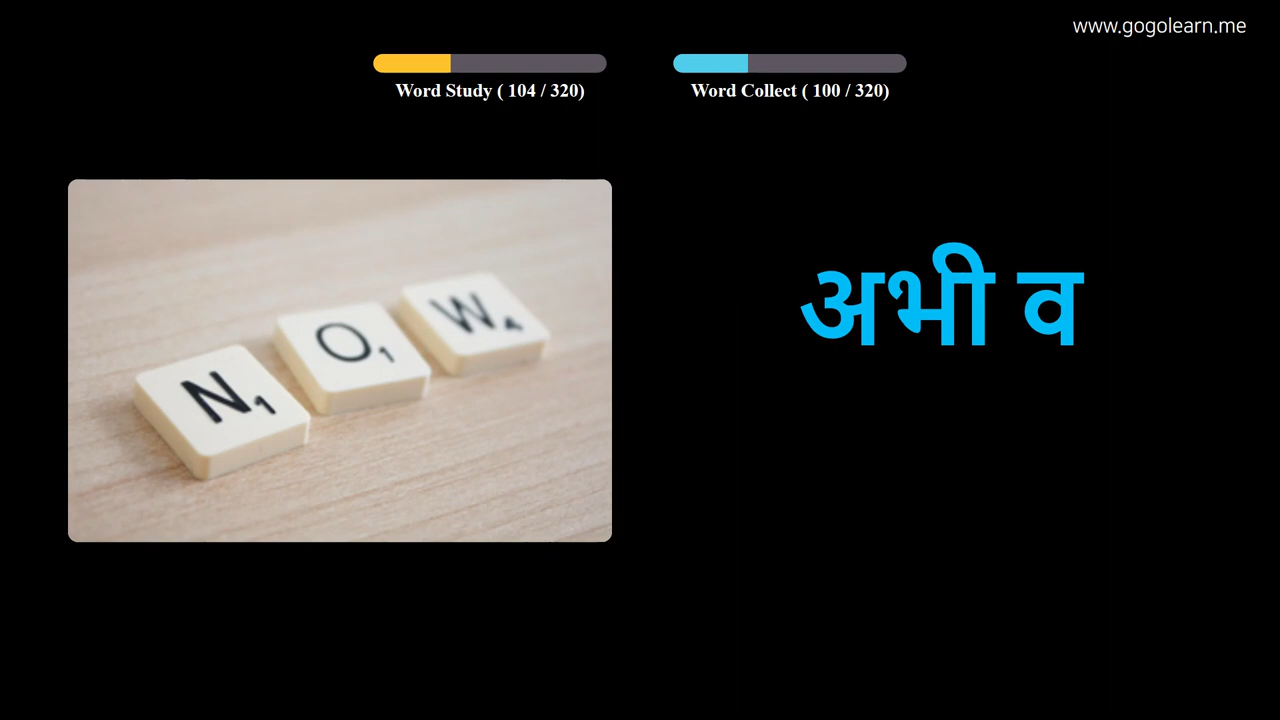 www.gogolearn.me
Word Study ( 104 / 320)
Word Collect ( 100 / 320)
N1 O1 W4
अभी व